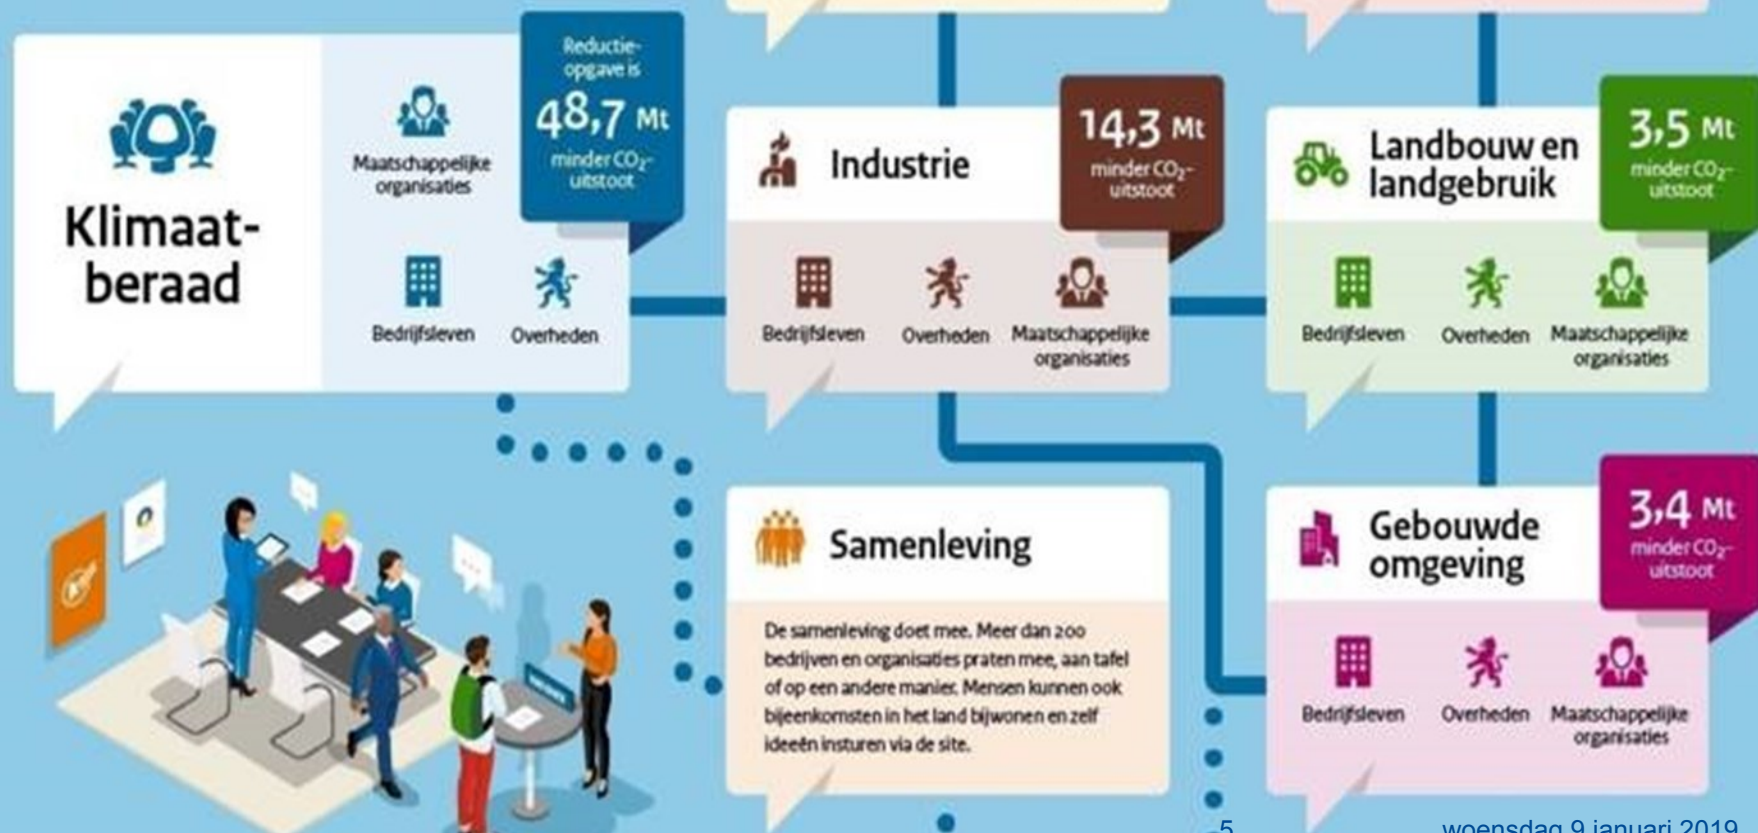 Klimaat-
beraad
Maatschappelijke
organisaties
Bedrijfsleven
Overheden
Reductie-
opgave is
48,7 Mt
minder CO₂-
uitstoot
Industrie
14,3 Mt
minder CO₂-
uitstoot
Bedrijfsleven
Overheden
Maatschappelijke
organisaties
Landbouw en
landgebruik
3,5 Mt
minder CO₂-
uitstoot
Bedrijfsleven
Overheden
Maatschappelijke
organisaties
Samenleving
De samenleving doet mee. Meer dan 200
bedrijven en organisaties praten mee, aan tafel
of op een andere manier. Mensen kunnen ook
bijeenkomsten in het land bijwonen en zelf
ideeën insturen via de site.
Gebouwde
omgeving
3,4 Mt
minder CO₂-
uitstoot
Bedrijfsleven
Overheden
Maatschappelijke
organisaties
5
woensdag 9 januari 2019